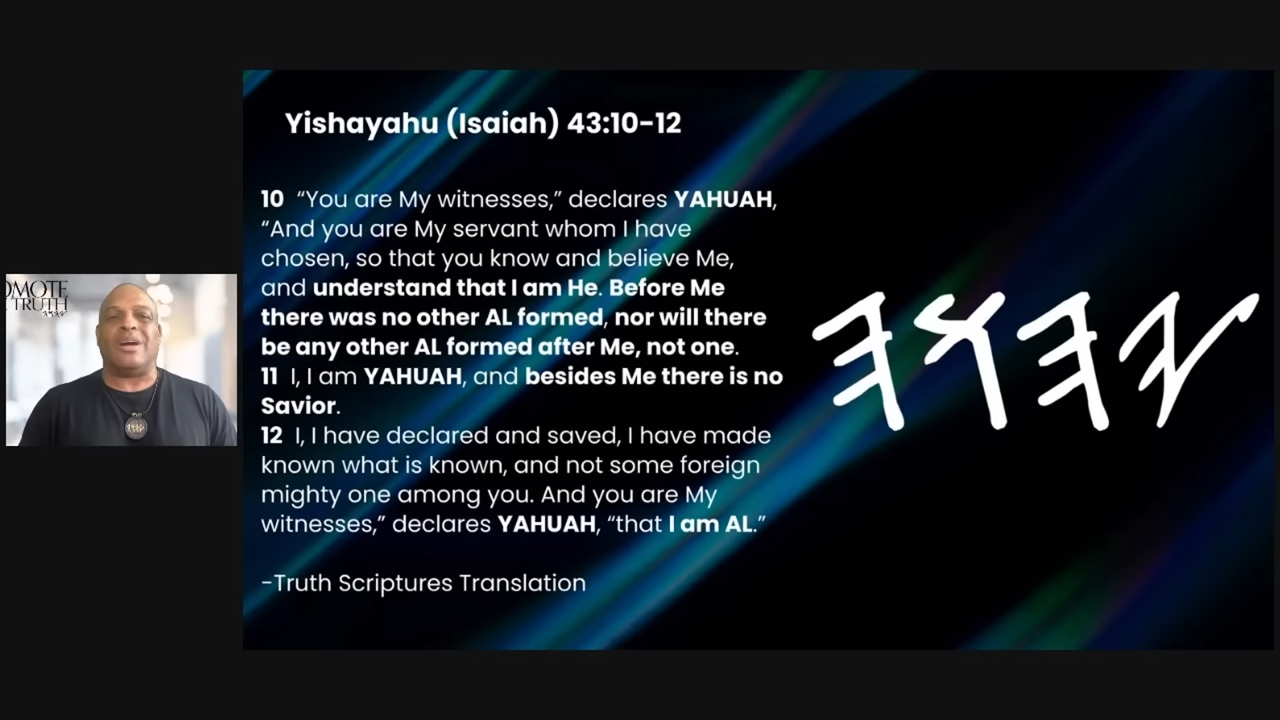 Yishayahu (Isaiah) 43:10-12
10 “You are My witnesses,” declares YAHUAH,
“And you are My servant whom I have
chosen, so that you know and believe Me,
and understand that I am He. Before Me
there was no other AL formed, nor will there
be any other AL formed after Me, not one.
11 I, I am YAHUAH, and besides Me there is no
Savior.
12 I, I have declared and saved, I have made
known what is known, and not some foreign
mighty one among you. And you are My
witnesses,” declares YAHUAH, “that I am AL.”
-Truth Scriptures Translation
𐤉𐤄𐤅𐤄
OMOTE
TRUTH